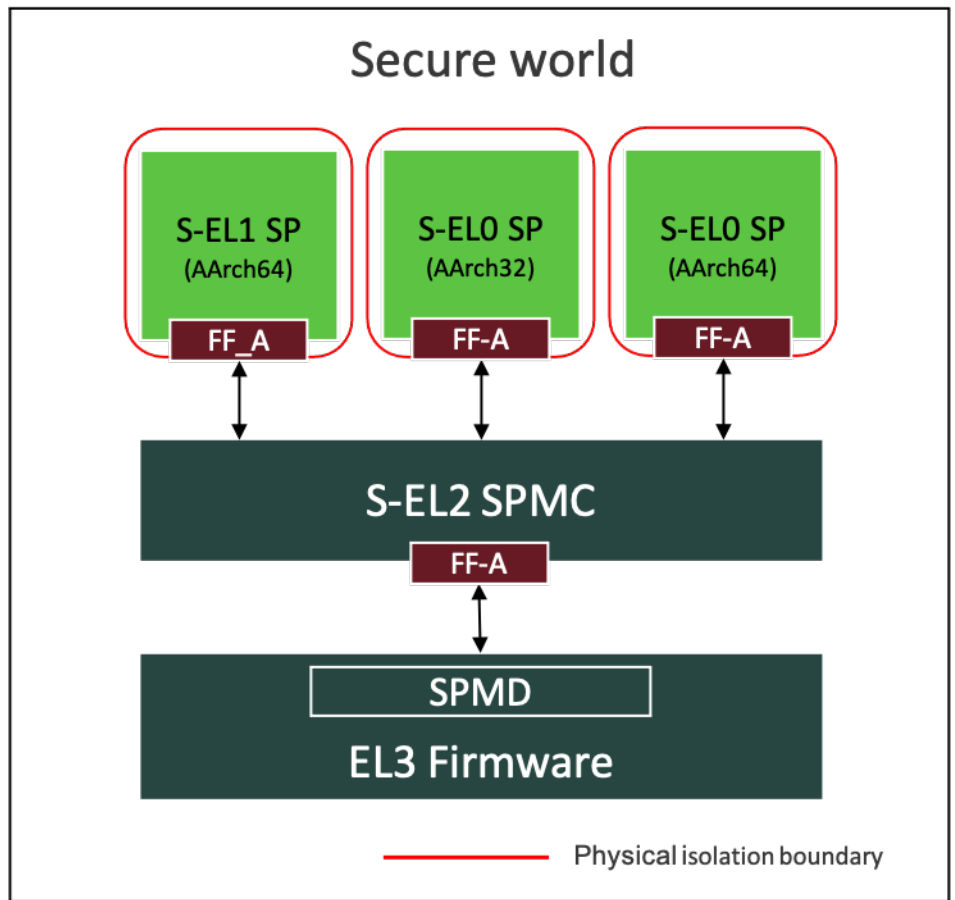 Secure world
S-EL1 SP
(AArch64)
S-EL0 SP
(AArch32)
S-EL0 SP
(AArch64)
FF_A
FF-A
FF-A
S-EL2 SPMC
FF-A
SPMD
EL3 Firmware
Physical isolation boundary